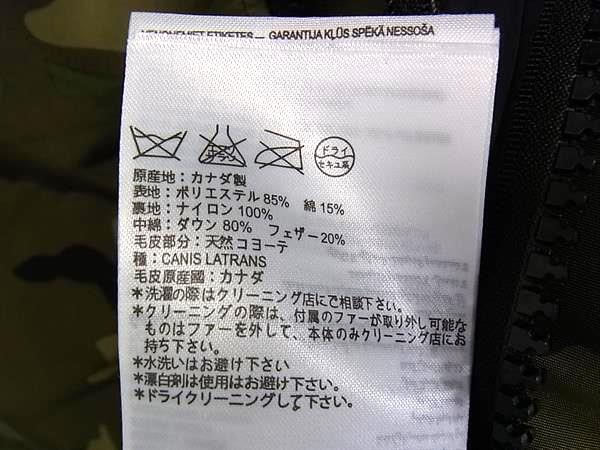 GARANTIJA KĻŪS SPĒKĀ NESSOŠA
エンソサラシ
ドライ
セキユ系
原産地：カナダ製
表地：ポリエステル 85% 綿 15%
裏地：ナイロン 100%
中綿：ダウン 80% フェザー 20%
毛皮部分：天然コヨーテ
種：CANIS LATRANS
毛皮原産國：カナダ
*洗濯の際はクリーニング店にで相談下さい。
*クリーニングの際は、付属のファーが取り外し可能な
ものはファーを外して、本体のみクリーニング店にお
持ち下さい。
*水洗いはお避け下さい
*漂白剤は使用はお避け下さい。
*ドライクリーニングして下さい。